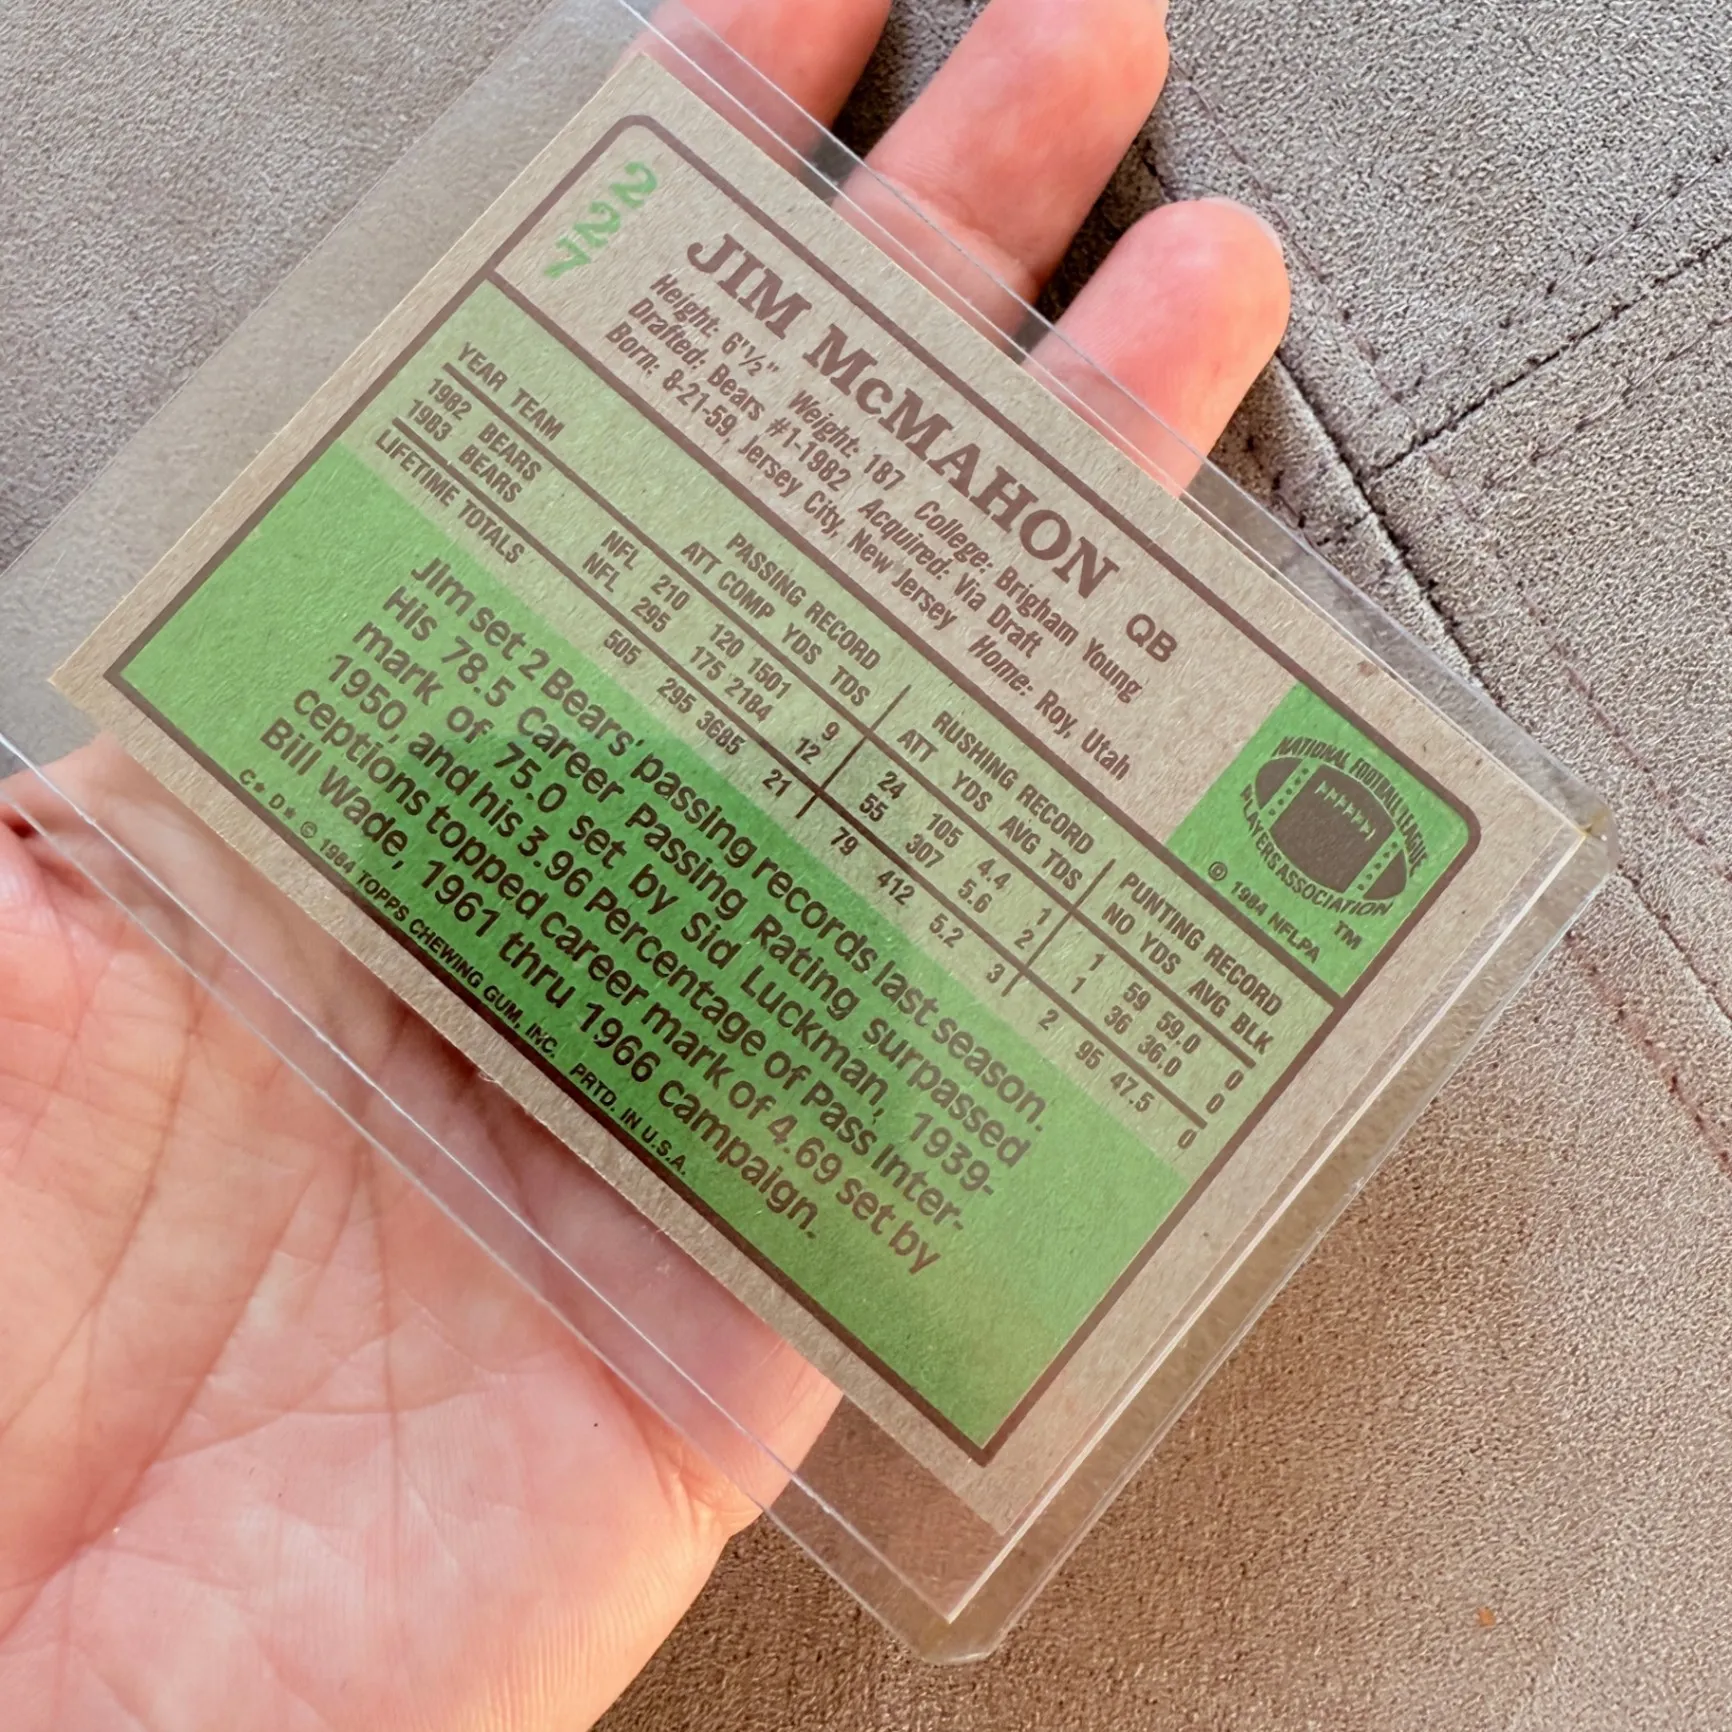 227
JIM McMAHON QB
Height: 6'½" Weight: 187 College: Brigham Young
Drafted: Bears #1-1982 Acquired: Via Draft
Born: 8-21-59, Jersey City, New Jersey Home: Roy, Utah
NATIONAL FOOTBALL LEAGUE
PLAYERS ASSOCIATION
TM
© 1984 NFLPA
PASSING RECORD RUSHING RECORD PUNTING RECORD
YEAR TEAM ATT COMP YDS TDS ATT YDS AVG TDS NO YDS AVG BLK
1982 BEARS NFL 210 120 1501 9 24 105 4.4 1 1 59 59.0 0
1983 BEARS NFL 295 175 2184 12 55 307 5.6 2 1 36 36.0 0
LIFETIME TOTALS 505 295 3685 21 79 412 5.2 3 2 95 47.5 0
Jim set 2 Bears' passing records last season.
His 78.5 Career Passing Rating surpassed
mark of 75.0 set by Sid Luckman, 1939-
1950, and his 3.96 Percentage of Pass Inter-
ceptions topped career mark of 4.69 set by
Bill Wade, 1961 thru 1966 campaign.
C* D* © 1984 TOPPS CHEWING GUM, INC. PRTD. IN U.S.A.